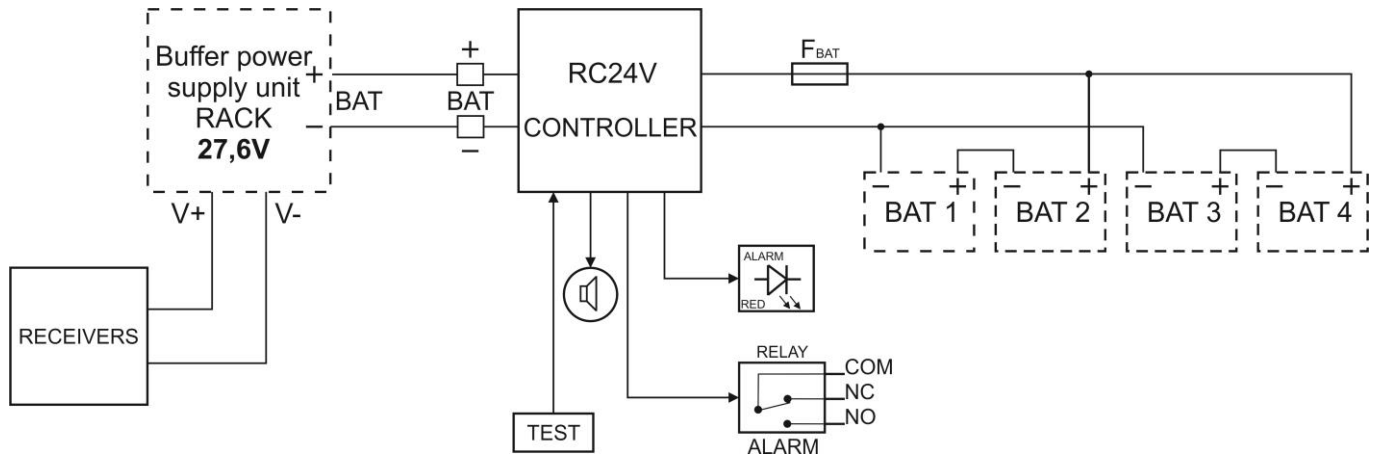 Buffer power
supply unit
RACK
27,6V
+
−
BAT
+
BAT
−
V+
V-
RECEIVERS
RC24V
CONTROLLER
FBAT
− +
BAT 1
− +
BAT 2
− +
BAT 3
− +
BAT 4
ALARM
RED
RELAY
COM
NC
NO
ALARM
TEST